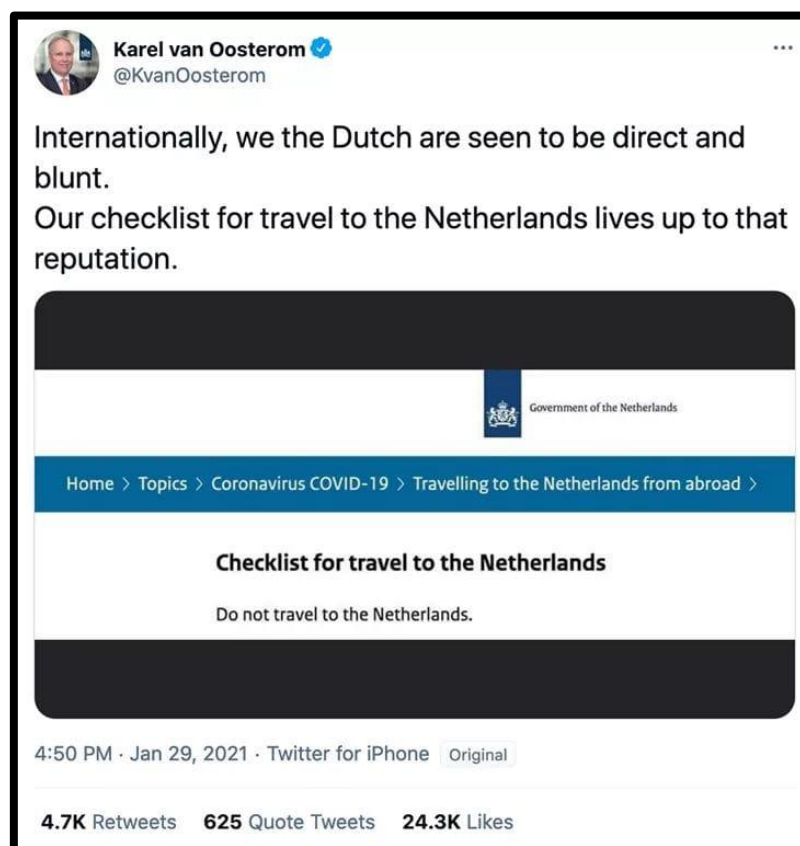 Karel van Oosterom
@KvanOosterom
Internationally, we the Dutch are seen to be direct and
blunt.
Our checklist for travel to the Netherlands lives up to that
reputation.
Government of the Netherlands
Home > Topics > Coronavirus COVID-19 > Travelling to the Netherlands from abroad >
Checklist for travel to the Netherlands
Do not travel to the Netherlands.
4:50 PM · Jan 29, 2021 · Twitter for iPhone Original
4.7K Retweets 625 Quote Tweets 24.3K Likes